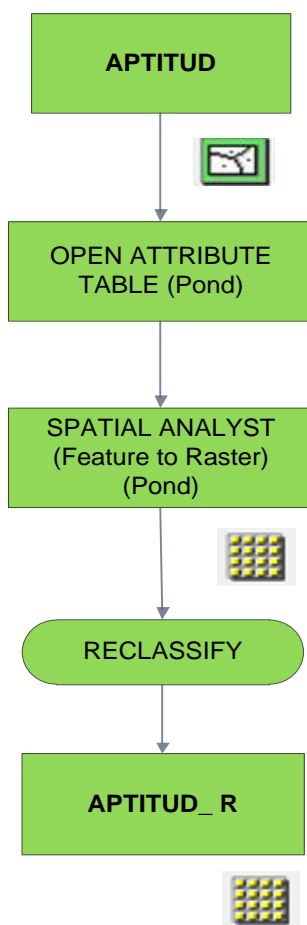 APTITUD
OPEN ATTRIBUTE
TABLE (Pond)
SPATIAL ANALYST
(Feature to Raster)
(Pond)
RECLASSIFY
APTITUD_ R